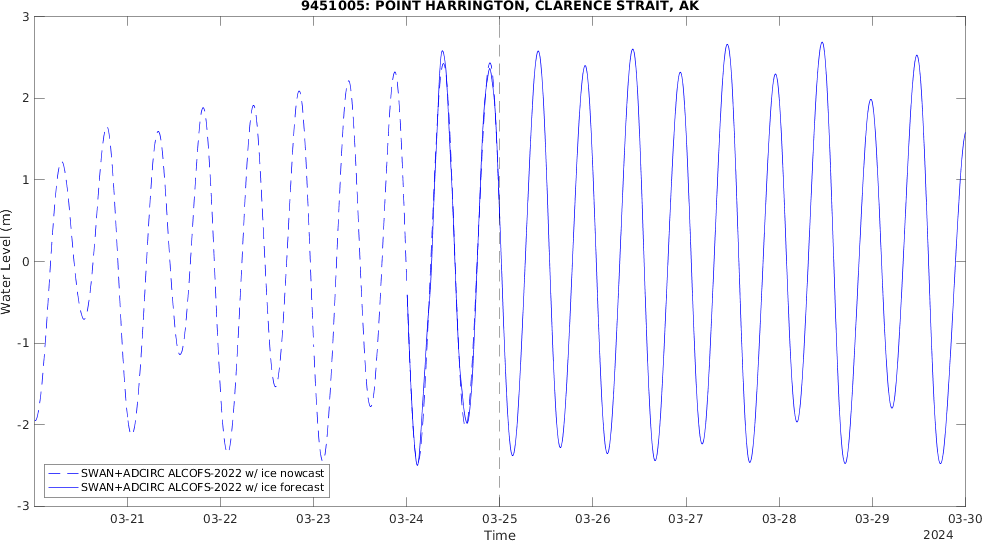 9451005: POINT HARRINGTON, CLARENCE STRAIT, AK
3
2
1
0
-1
-2
-3
Water Level (m)
SWAN+ADCIRC ALCOFS-2022 w/ ice nowcast
SWAN+ADCIRC ALCOFS-2022 w/ ice forecast
03-21 03-22 03-23 03-24 03-25 03-26 03-27 03-28 03-29 03-30
Time
2024